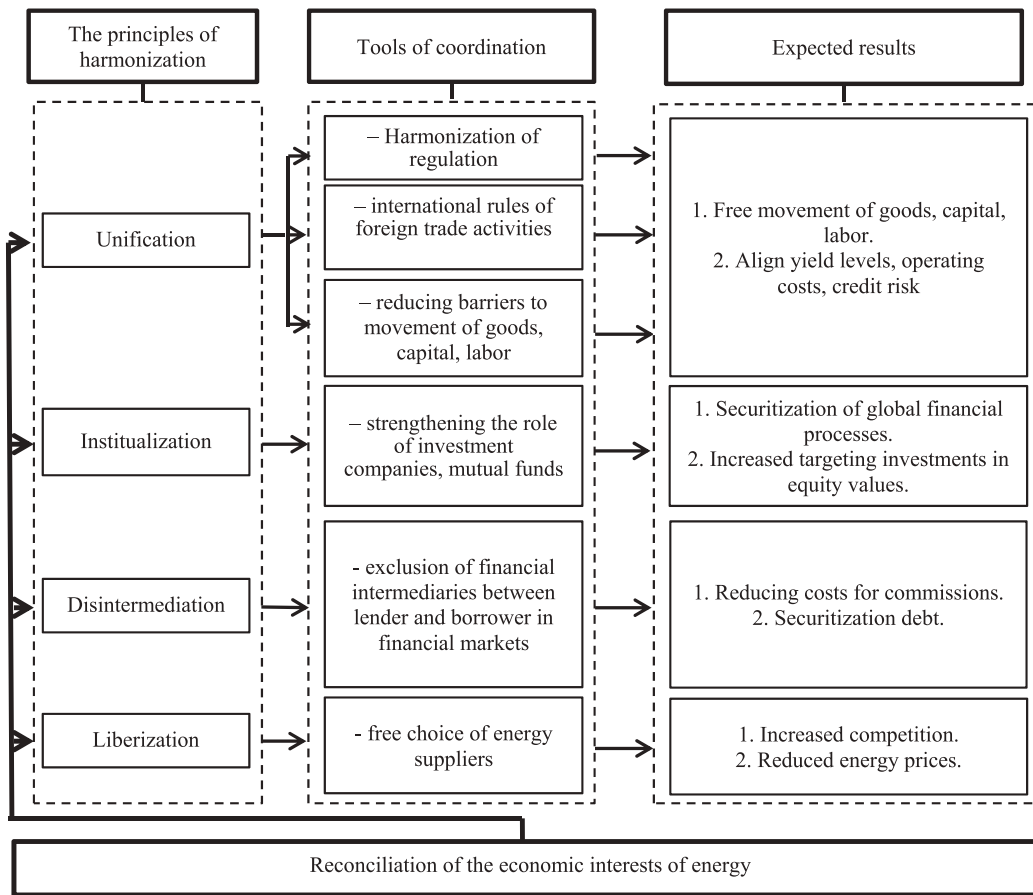 The principles of
harmonization
Tools of coordination
Expected results
Unification
– Harmonization of
regulation
– international rules of
foreign trade activities
– reducing barriers to
movement of goods,
capital, labor
1. Free movement of goods, capital,
labor.
2. Align yield levels, operating
costs, credit risk
Institualization
– strengthening the role
of investment
companies, mutual funds
1. Securitization of global financial
processes.
2. Increased targeting investments in
equity values.
Disintermediation
- exclusion of financial
intermediaries between
lender and borrower in
financial markets
1. Reducing costs for commissions.
2. Securitization debt.
Liberization
- free choice of energy
suppliers
1. Increased competition.
2. Reduced energy prices.
Reconciliation of the economic interests of energy